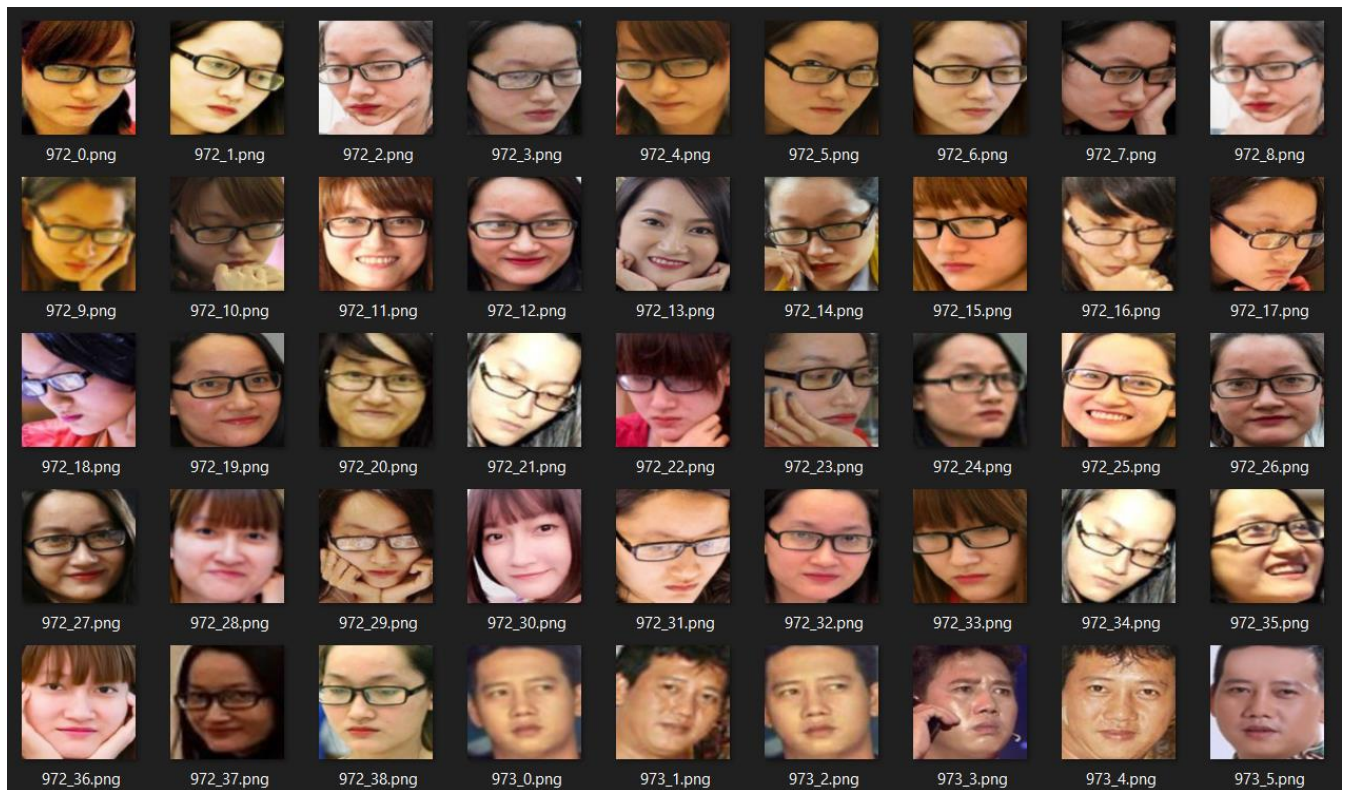 972_0.png 972_1.png 972_2.png 972_3.png 972_4.png 972_5.png 972_6.png 972_7.png 972_8.png
972_9.png 972_10.png 972_11.png 972_12.png 972_13.png 972_14.png 972_15.png 972_16.png 972_17.png
972_18.png 972_19.png 972_20.png 972_21.png 972_22.png 972_23.png 972_24.png 972_25.png 972_26.png
972_27.png 972_28.png 972_29.png 972_30.png 972_31.png 972_32.png 972_33.png 972_34.png 972_35.png
972_36.png 972_37.png 972_38.png 973_0.png 973_1.png 973_2.png 973_3.png 973_4.png 973_5.png